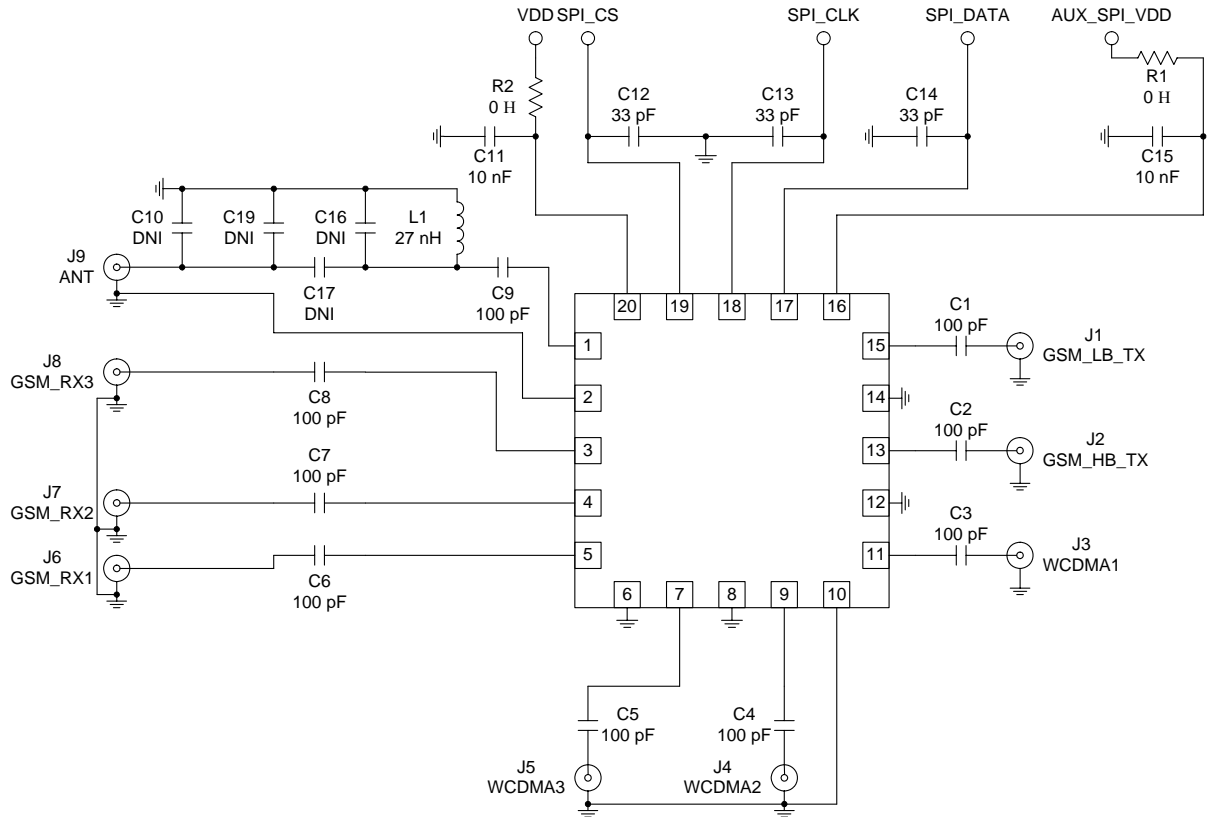 VDD SPI_CS SPI_CLK SPI_DATA AUX_SPI_VDD
R2
0 H
C12
33 pF
C13
33 pF
C14
33 pF
R1
0 H
C11
10 nF
C15
10 nF
C10
DNI
C19
DNI
C16
DNI
L1
27 nH
J9
ANT
C17
DNI
C9
100 pF
20 19 18 17 16
1
2
3
4
5
15
14
13
12
11
6 7 8 9 10
C1
100 pF
J1
GSM_LB_TX
J8
GSM_RX3
C8
100 pF
C2
100 pF
J2
GSM_HB_TX
C7
100 pF
J7
GSM_RX2
C3
100 pF
J3
WCDMA1
J6
GSM_RX1
C6
100 pF
C5
100 pF
C4
100 pF
J5
WCDMA3
J4
WCDMA2